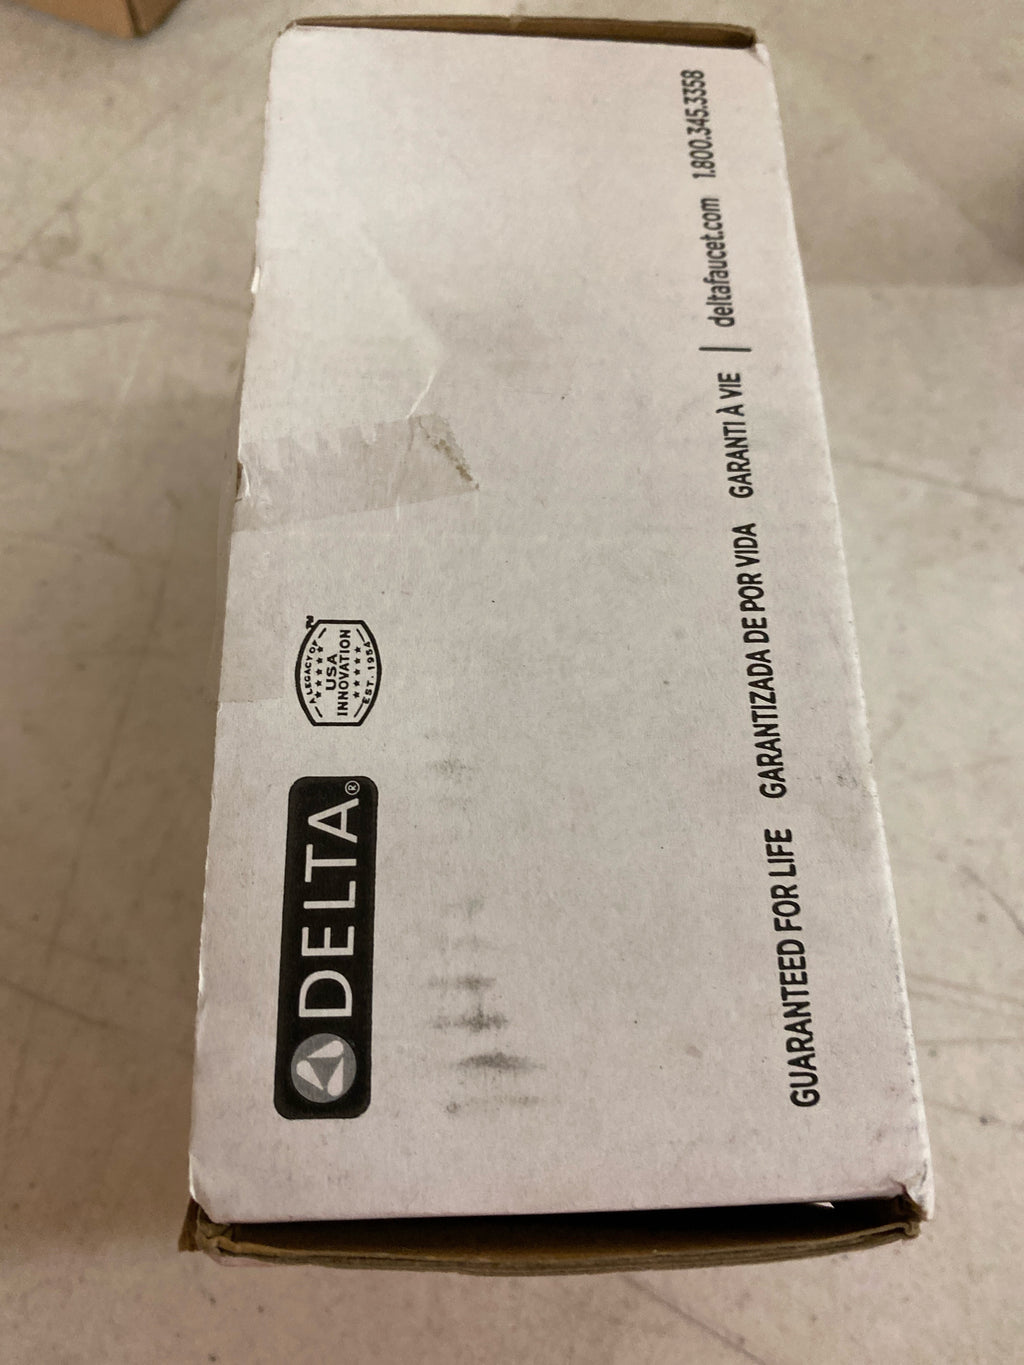 DELTA®
A LEGACY OF
USA
INNOVATION
EST. 1954
GUARANTEED FOR LIFE GARANTIZADA DE POR VIDA GARANTI À VIE | deltafaucet.com 1.800.345.3358